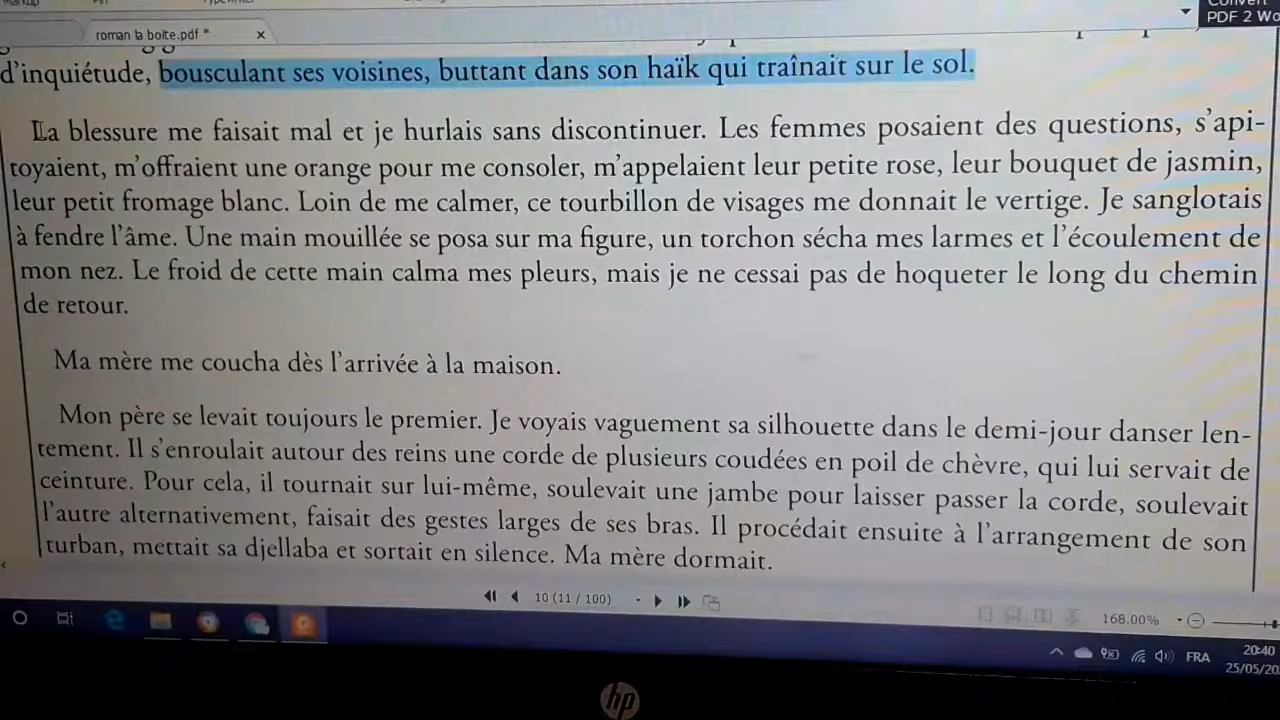 Convert
PDF 2 Wo
roman la boite.pdf *
x
d'inquiétude, bousculant ses voisines, buttant dans son haïk qui traînait sur le sol.
La blessure me faisait mal et je hurlais sans discontinuer. Les femmes posaient des questions, s'api-
toyaient, m'offraient une orange pour me consoler, m'appelaient leur petite rose, leur bouquet de jasmin,
leur petit fromage blanc. Loin de me calmer, ce tourbillon de visages me donnait le vertige. Je sanglotais
à fendre l'âme. Une main mouillée se posa sur ma figure, un torchon sécha mes larmes et l'écoulement de
mon nez. Le froid de cette main calma mes pleurs, mais je ne cessai pas de hoqueter le long du chemin
de retour.
Ma mère me coucha dès l'arrivée à la maison.
Mon père se levait toujours le premier. Je voyais vaguement sa silhouette dans le demi-jour danser len-
tement. Il s'enroulait autour des reins une corde de plusieurs coudées en poil de chèvre, qui lui servait de
ceinture. Pour cela, il tournait sur lui-même, soulevait une jambe pour laisser passer la corde, soulevait
l'autre alternativement, faisait des gestes larges de ses bras. Il procédait ensuite à l'arrangement de son
turban, mettait sa djellaba et sortait en silence. Ma mère dormait.
10 (11 / 100)
168.00%
FRA
20:40
25/05/20
hp